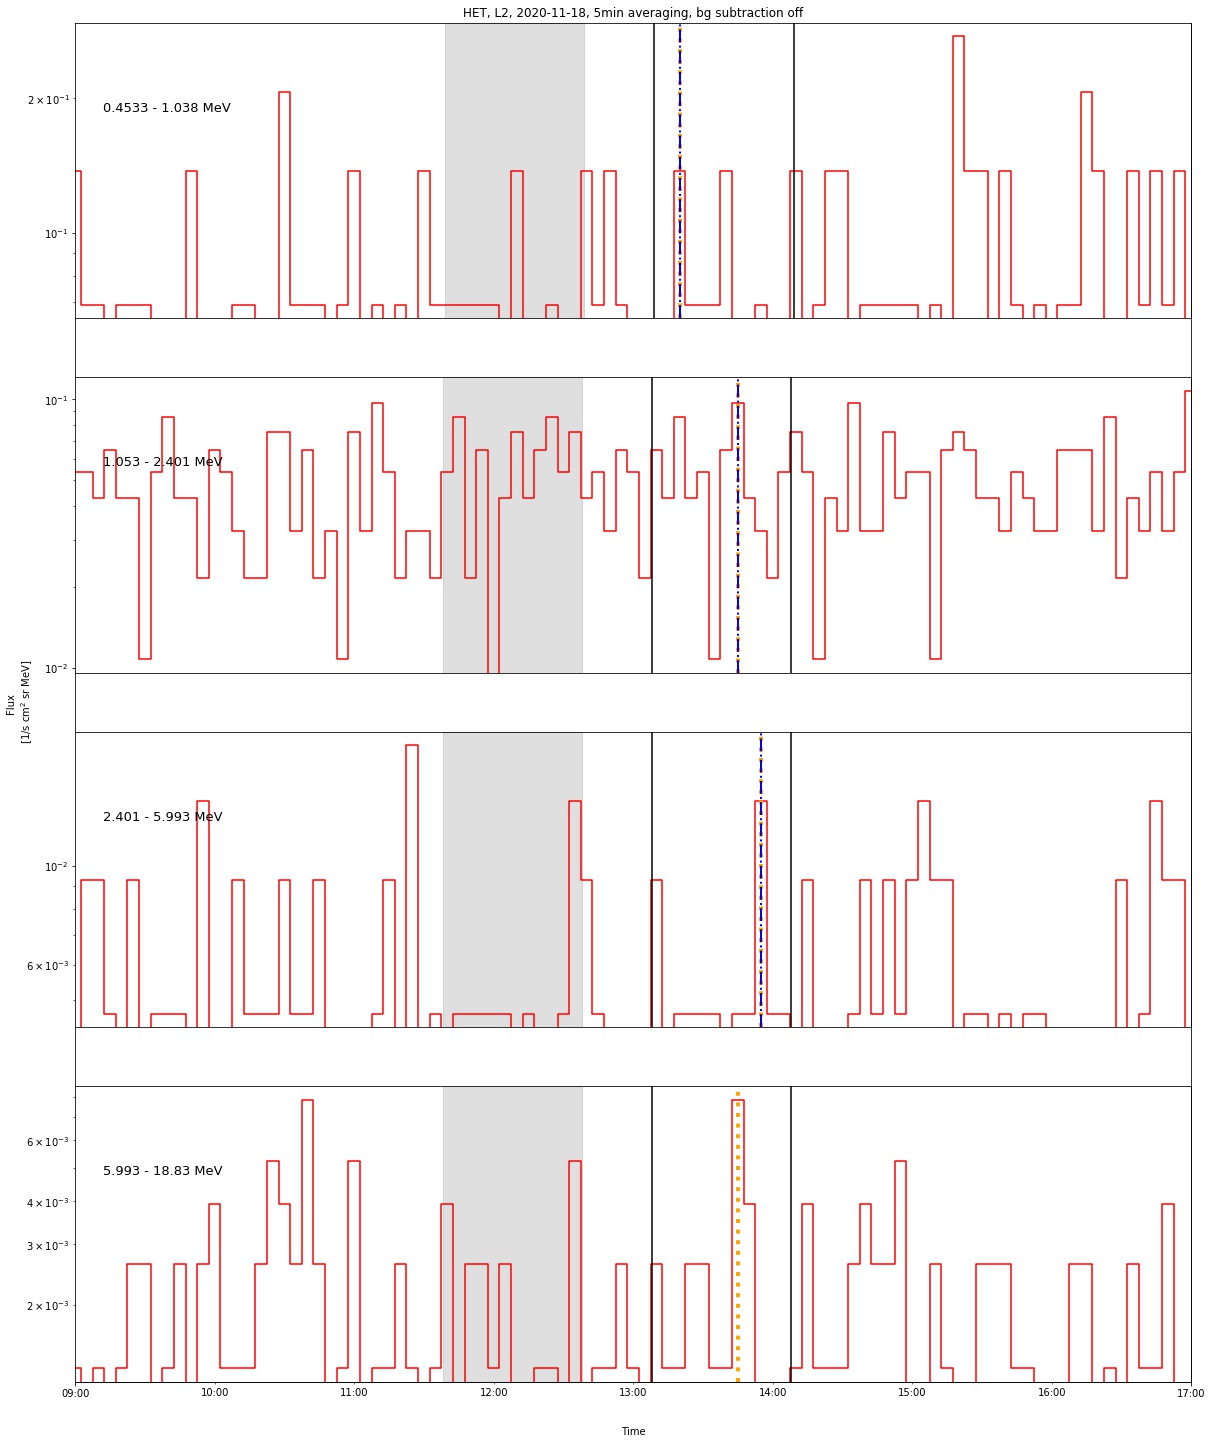 HET, L2, 2020-11-18, 5min averaging, bg subtraction off
2 × 10⁻¹
0.4533 - 1.038 MeV
10⁻¹
10⁻¹
1.053 - 2.401 MeV
10⁻²
Flux
[1/s cm² sr MeV]
2.401 - 5.993 MeV
10⁻²
6 × 10⁻³
6 × 10⁻³
5.993 - 18.83 MeV
4 × 10⁻³
3 × 10⁻³
2 × 10⁻³
09:00 10:00 11:00 12:00 13:00 14:00 15:00 16:00 17:00
Time